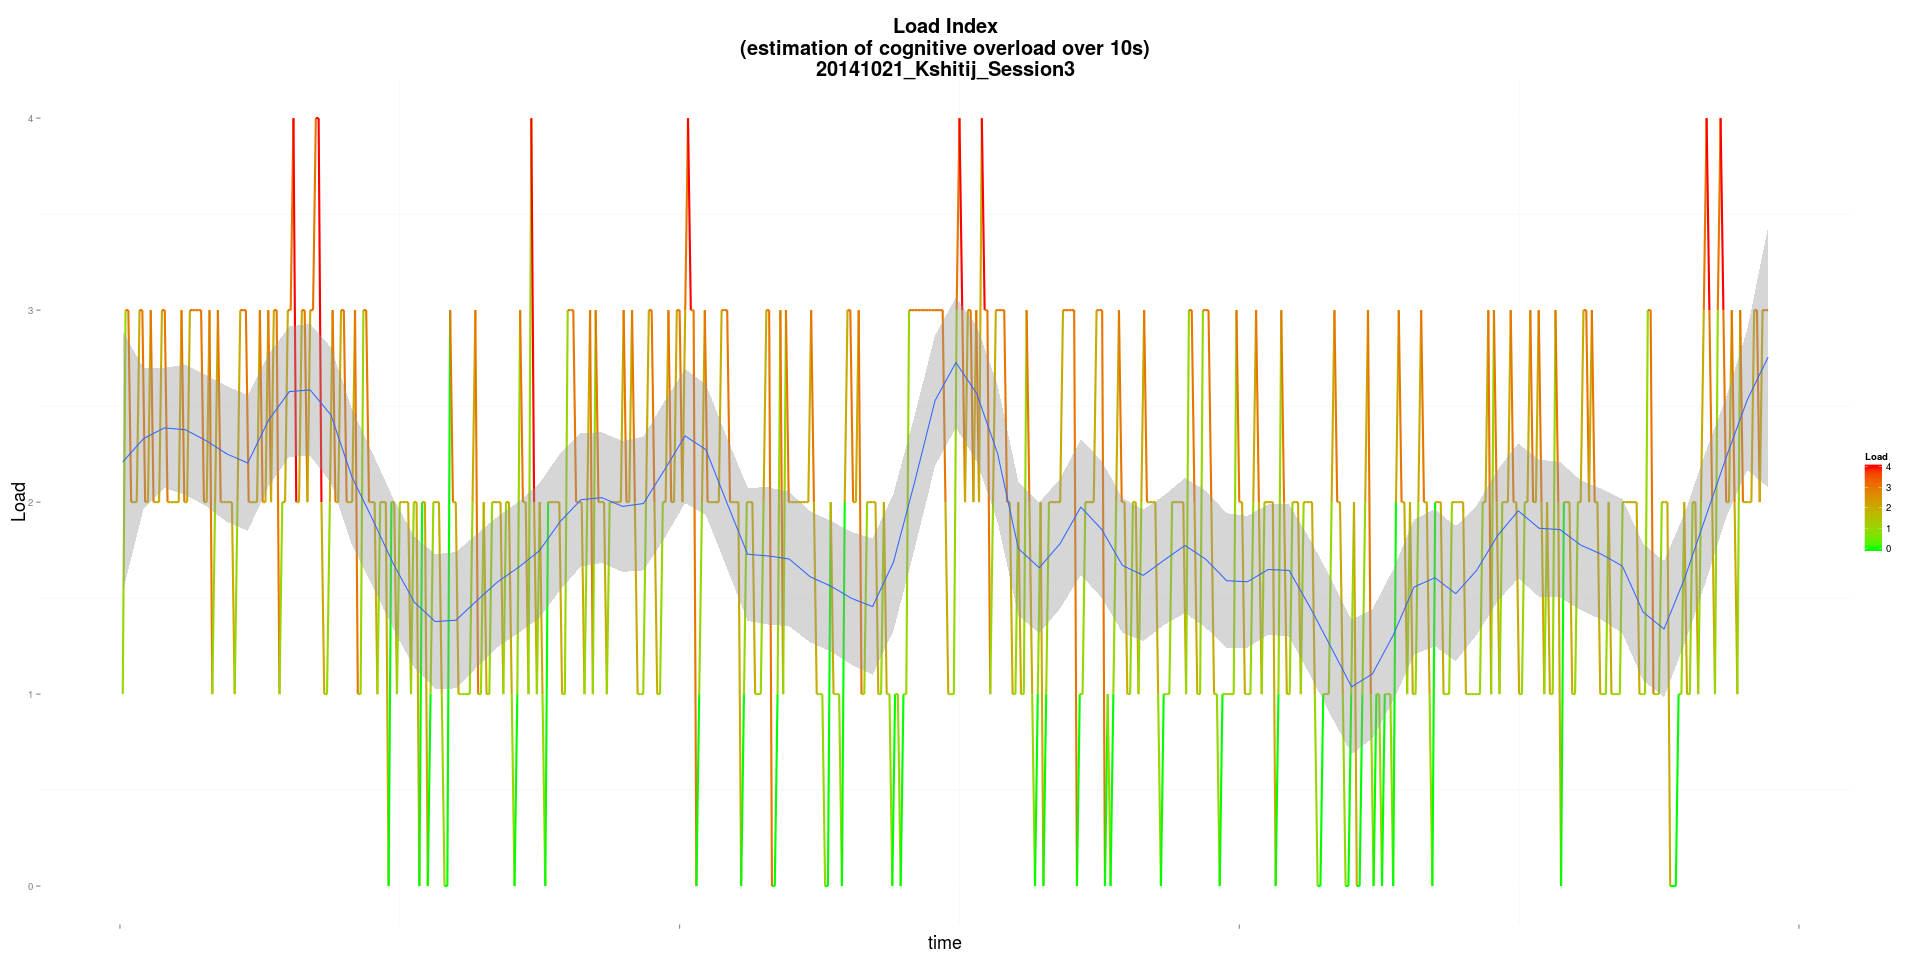 Load Index
(estimation of cognitive overload over 10s)
20141021_Kshitij_Session3
4
3
2
1
0
Load
time
Load
4
3
2
1
0